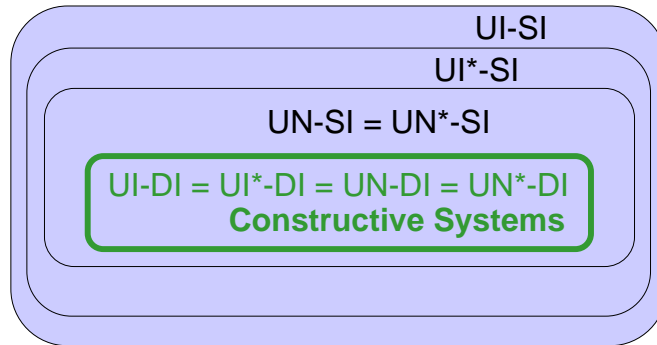 UI-SI
UI*-SI
UN-SI = UN*-SI
UI-DI = UI*-DI = UN-DI = UN*-DI
Constructive Systems